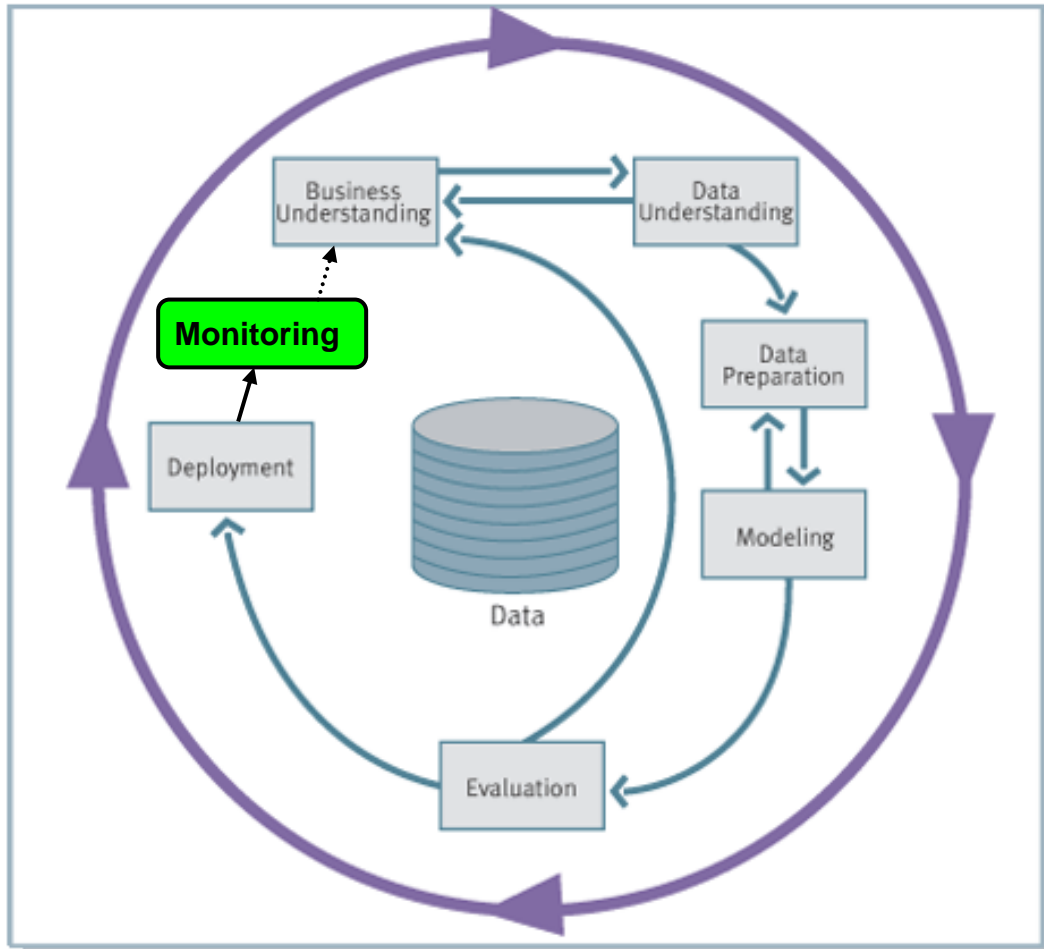 Business
Understanding
Data
Understanding
Monitoring
Data
Preparation
Deployment
Modeling
Data
Evaluation